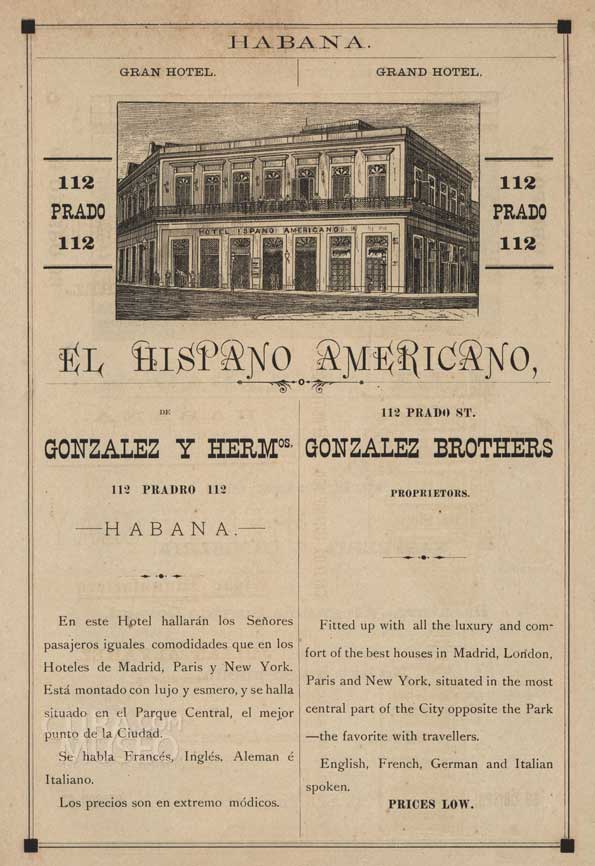 HABANA.
GRAN HOTEL.
GRAND HOTEL.
112
PRADO
112
HOTEL ISPANO AMERICANO
112
PRADO
112
EL HISPANO AMERICANO,
DE
GONZALEZ Y HERMOS.
112 PRADRO 112
—HABANA.—
En este Hotel hallarán los Señores
pasajeros iguales comodidades que en los
Hoteles de Madrid, Paris y New York.
Está montado con lujo y esmero, y se halla
situado en el Parque Central, el mejor
punto de la Ciudad.
Se habla Francés, Inglés, Aleman é
Italiano.
Los precios son en extremo módicos.
112 PRADO ST.
GONZALEZ BROTHERS
PROPRIETORS.
Fitted up with all the luxury and com-
fort of the best houses in Madrid, London,
Paris and New York, situated in the most
central part of the City opposite the Park
—the favorite with travellers.
English, French, German and Italian
spoken.
PRICES LOW.